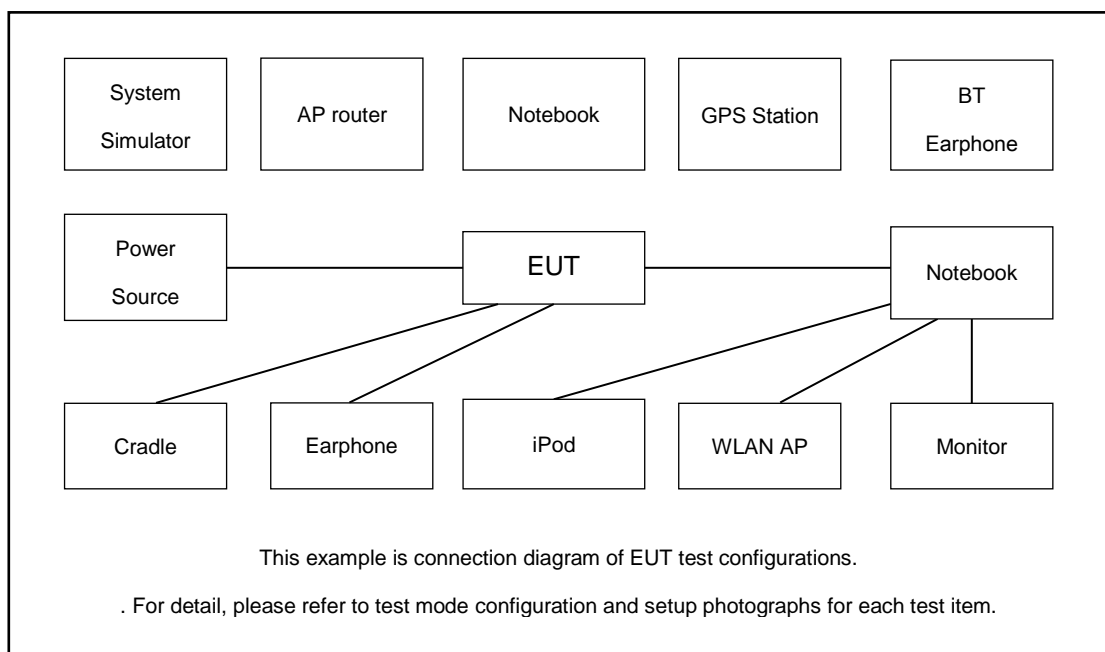 System
Simulator
AP router
Notebook
GPS Station
BT
Earphone
Power
Source
EUT
Notebook
Cradle
Earphone
iPod
WLAN AP
Monitor
This example is connection diagram of EUT test configurations.
. For detail, please refer to test mode configuration and setup photographs for each test item.